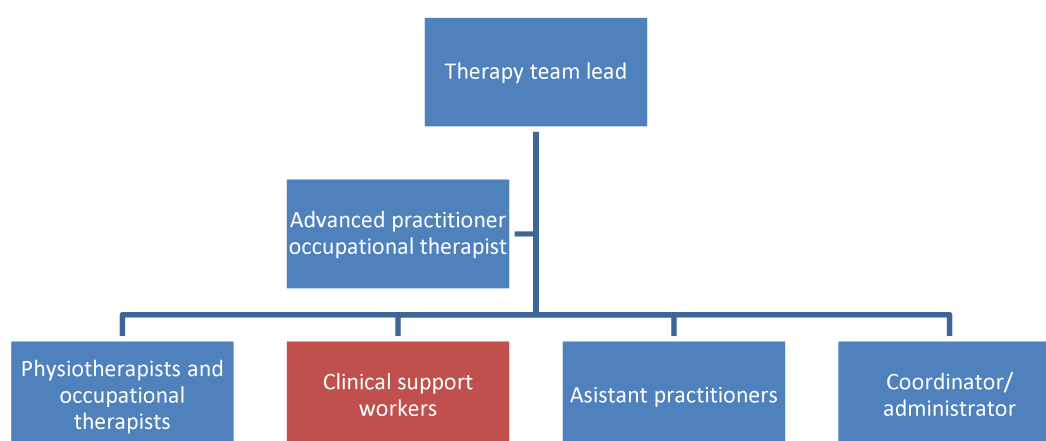 Therapy team lead
Advanced practitioner
occupational therapist
Physiotherapists and
occupational
therapists
Clinical support
workers
Asistant practitioners
Coordinator/
administrator